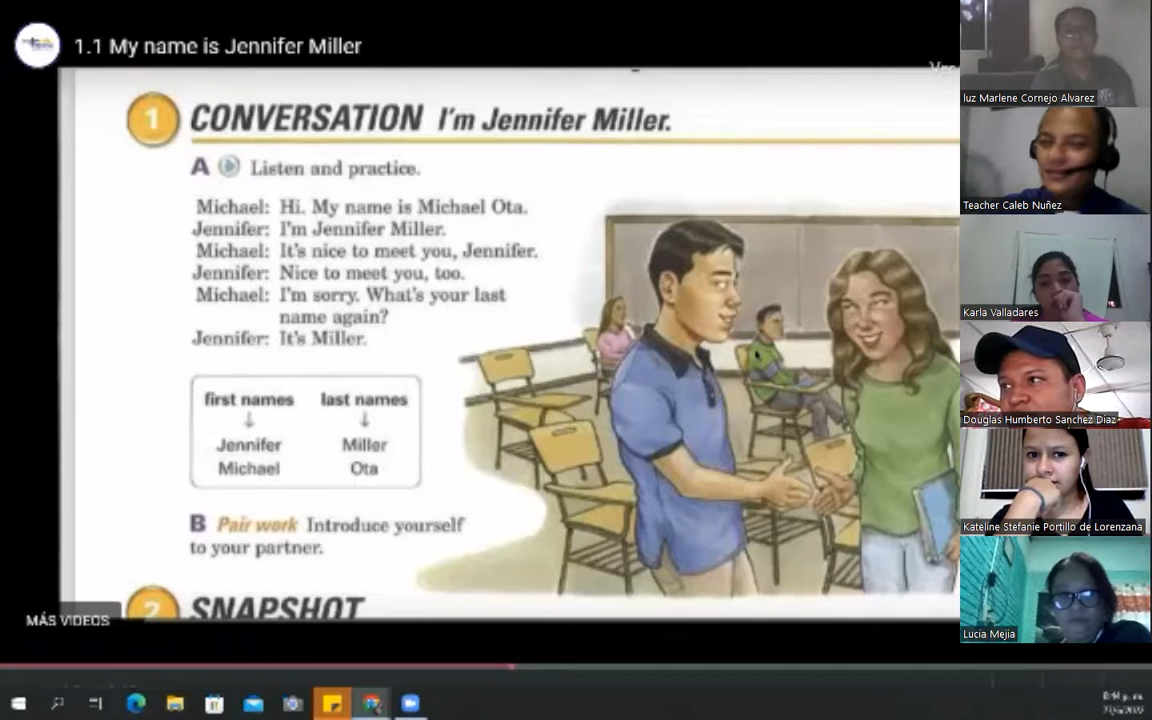 1.1 My name is Jennifer Miller
Ver
1 CONVERSATION I'm Jennifer Miller.
A Listen and practice.
Michael: Hi. My name is Michael Ota.
Jennifer: I'm Jennifer Miller.
Michael: It's nice to meet you, Jennifer.
Jennifer: Nice to meet you, too.
Michael: I'm sorry. What's your last
name again?
Jennifer: It's Miller.
first names last names
Jennifer Miller
Michael Ota
B Pair work Introduce yourself
to your partner.
2 SNAPSHOT
MÁS VIDEOS
luz Marlene Cornejo Alvarez
Teacher Caleb Nuñez
Karla Valladares
Douglas Humberto Sanchez Diaz
Kateline Stefanie Portillo de Lorenzana
Lucía Mejia